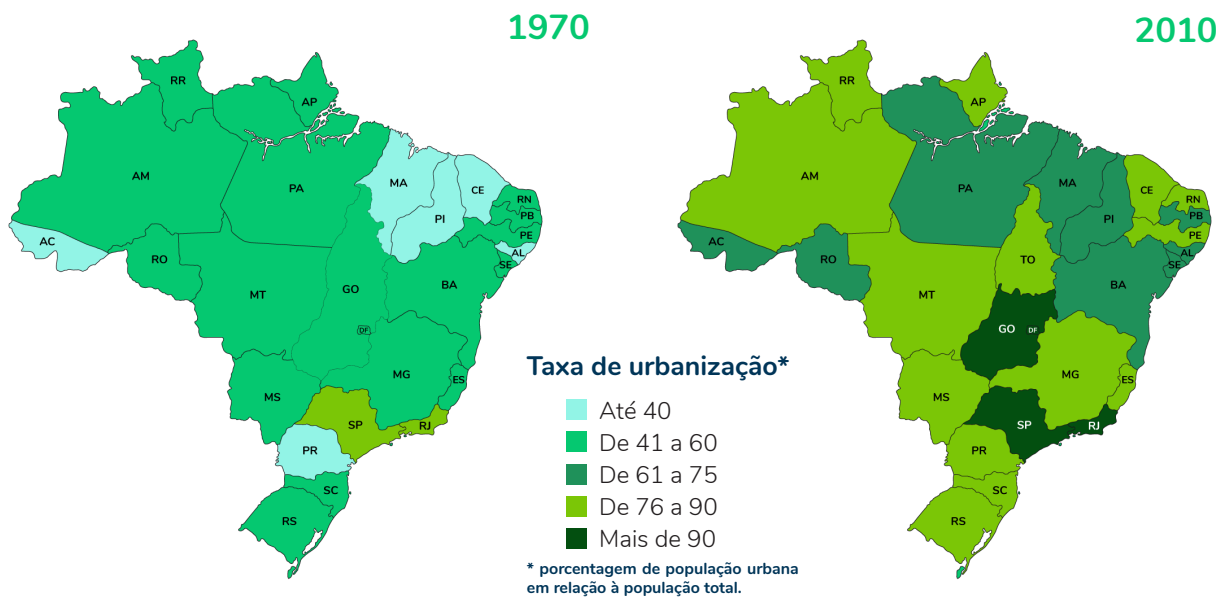 1970
RR
AP
AM
PA
MA
CE
RN
PB
PI
PE
AL
SE
AC
RO
MT
GO
BA
DF
MG
ES
MS
SP
RJ
PR
SC
RS
2010
RR
AP
AM
PA
MA
CE
RN
PB
PI
PE
AL
SE
AC
RO
TO
MT
BA
GO
DF
MG
ES
MS
SP
RJ
PR
SC
RS
Taxa de urbanização*
Até 40
De 41 a 60
De 61 a 75
De 76 a 90
Mais de 90
* porcentagem de população urbana
em relação à população total.